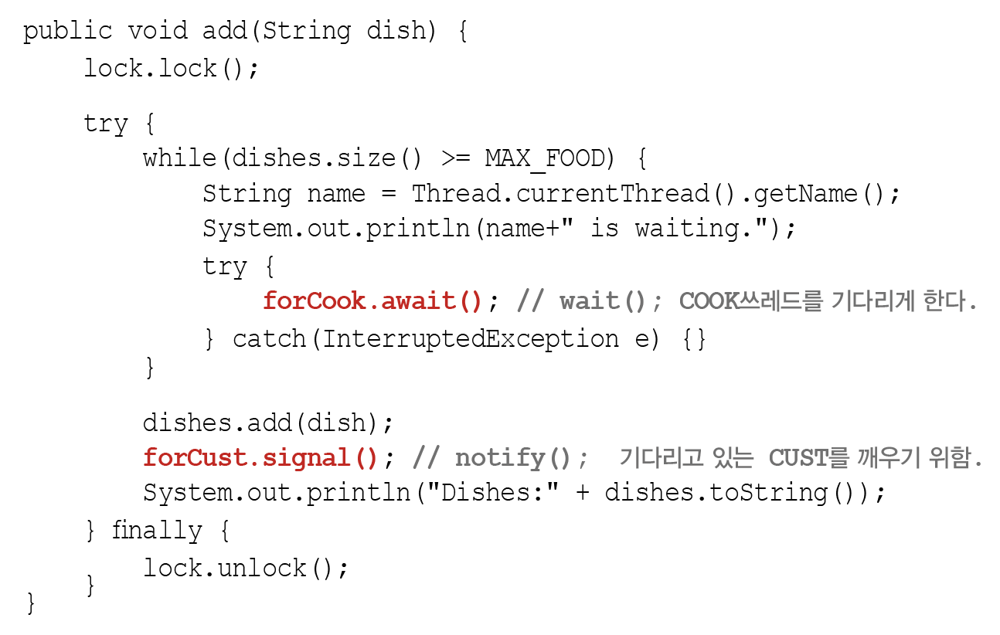 public void add(String dish) {
lock.lock();
try {
while(dishes.size() >= MAX_FOOD) {
String name = Thread.currentThread().getName();
System.out.println(name+" is waiting.");
try {
forCook.await(); // wait(); COOK쓰레드를 기다리게 한다.
} catch(InterruptedException e) {}
}
dishes.add(dish);
forCust.signal(); // notify();  기다리고 있는 CUST를 깨우기 위함.
System.out.println("Dishes:" + dishes.toString());
} finally {
lock.unlock();
}
}